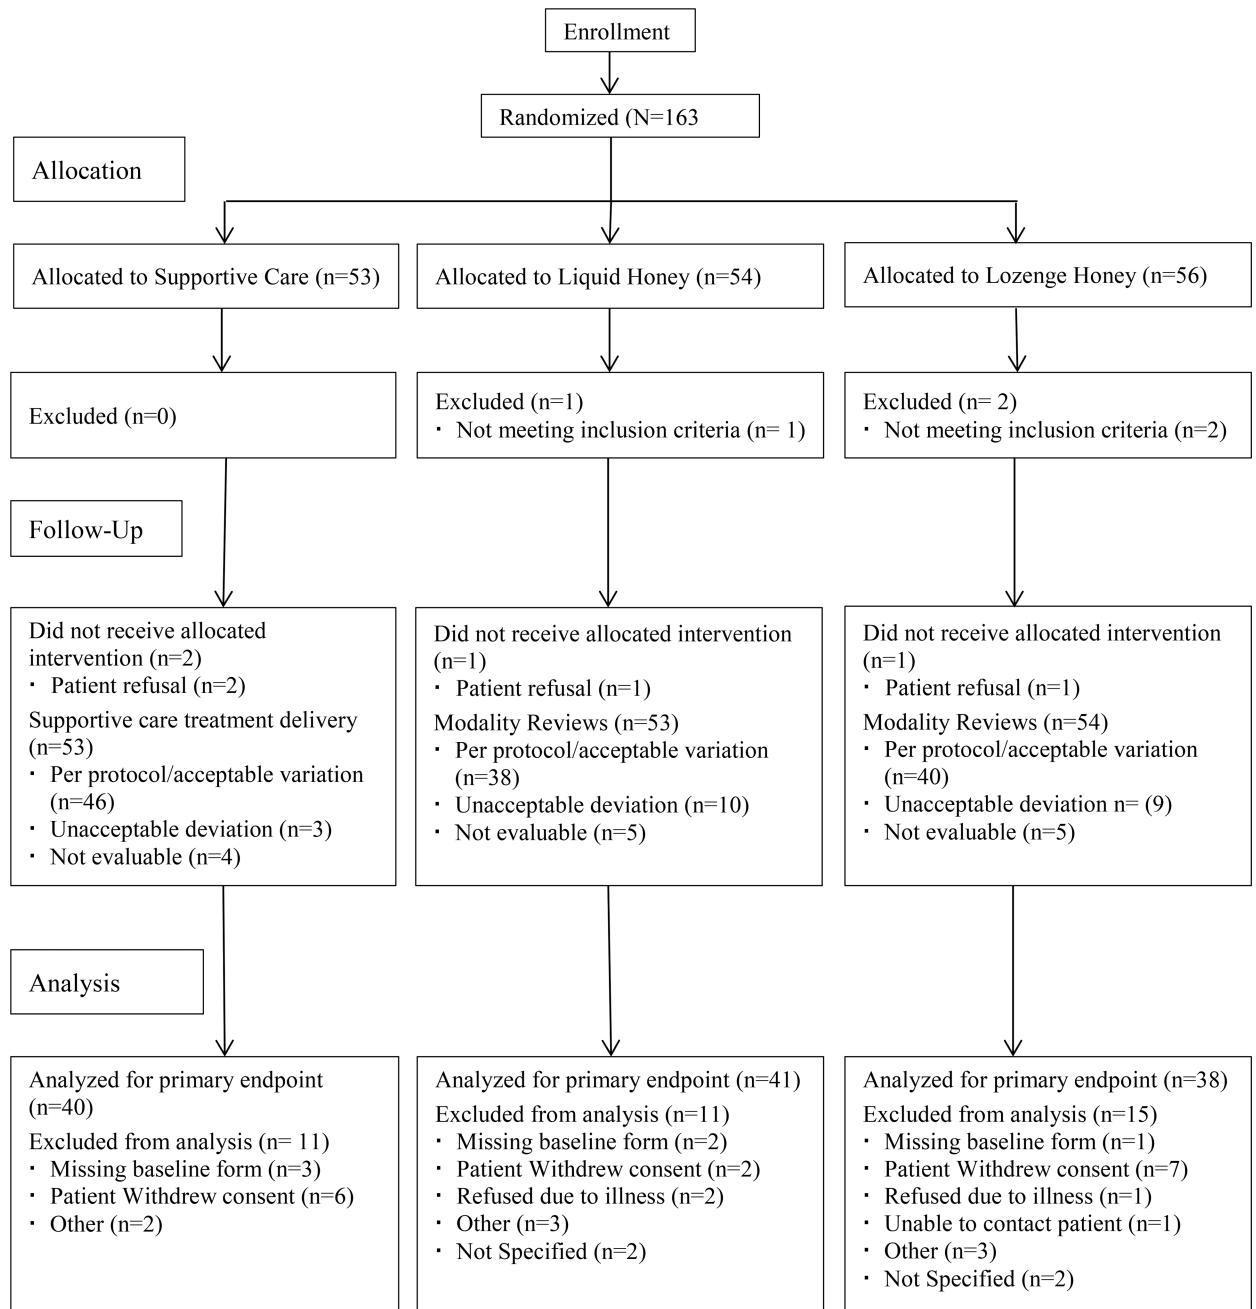 Enrollment
Randomized (N=163
Allocation
Allocated to Supportive Care (n=53)
Allocated to Liquid Honey (n=54)
Allocated to Lozenge Honey (n=56)
Excluded (n=0)
Excluded (n=1)
· Not meeting inclusion criteria (n= 1)
Excluded (n= 2)
· Not meeting inclusion criteria (n=2)
Follow-Up
Did not receive allocated
intervention (n=2)
· Patient refusal (n=2)
Supportive care treatment delivery
(n=53)
· Per protocol/acceptable variation
(n=46)
· Unacceptable deviation (n=3)
· Not evaluable (n=4)
Did not receive allocated intervention
(n=1)
· Patient refusal (n=1)
Modality Reviews (n=53)
· Per protocol/acceptable variation
(n=38)
· Unacceptable deviation (n=10)
· Not evaluable (n=5)
Did not receive allocated intervention
(n=1)
· Patient refusal (n=1)
Modality Reviews (n=54)
· Per protocol/acceptable variation
(n=40)
· Unacceptable deviation n= (9)
· Not evaluable (n=5)
Analysis
Analyzed for primary endpoint
(n=40)
Excluded from analysis (n= 11)
· Missing baseline form (n=3)
· Patient Withdrew consent (n=6)
· Other (n=2)
Analyzed for primary endpoint (n=41)
Excluded from analysis (n=11)
· Missing baseline form (n=2)
· Patient Withdrew consent (n=2)
· Refused due to illness (n=2)
· Other (n=3)
· Not Specified (n=2)
Analyzed for primary endpoint (n=38)
Excluded from analysis (n=15)
· Missing baseline form (n=1)
· Patient Withdrew consent (n=7)
· Refused due to illness (n=1)
· Unable to contact patient (n=1)
· Other (n=3)
· Not Specified (n=2)